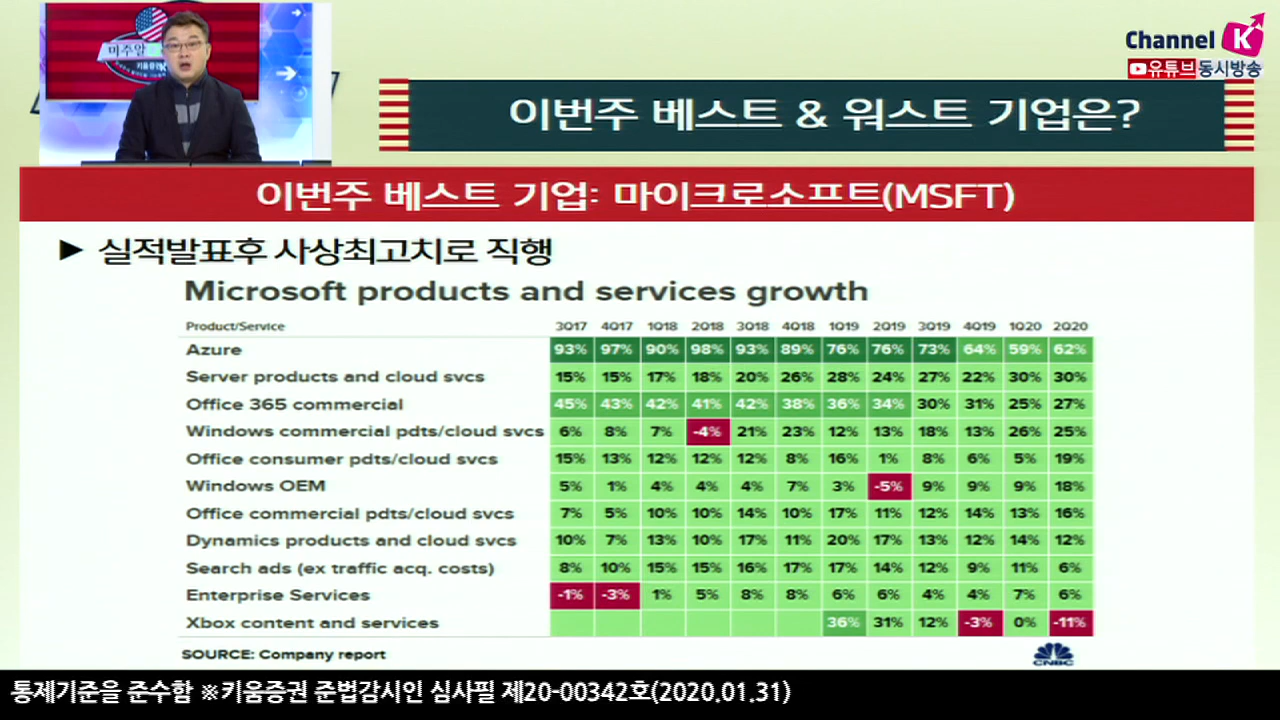 미주알
키움증권
Channel K
유튜브 동시방송
이번주 베스트 & 워스트 기업은?
이번주 베스트 기업: 마이크로소프트(MSFT)
▶ 실적발표후 사상최고치로 직행
Microsoft products and services growth
Product/Service 3Q17 4Q17 1Q18 2Q18 3Q18 4Q18 1Q19 2Q19 3Q19 4Q19 1Q20 2Q20
Azure 93% 97% 90% 98% 93% 89% 76% 76% 73% 64% 59% 62%
Server products and cloud svcs 15% 15% 17% 18% 20% 26% 28% 24% 27% 22% 30% 30%
Office 365 commercial 45% 43% 42% 41% 42% 38% 36% 34% 30% 31% 25% 27%
Windows commercial pdts/cloud svcs 6% 8% 7% -4% 21% 23% 12% 13% 18% 13% 26% 25%
Office consumer pdts/cloud svcs 15% 13% 12% 12% 12% 8% 16% 1% 8% 6% 5% 19%
Windows OEM 5% 1% 4% 4% 4% 7% 3% -5% 9% 9% 9% 18%
Office commercial pdts/cloud svcs 7% 5% 10% 10% 14% 10% 17% 11% 12% 14% 13% 16%
Dynamics products and cloud svcs 10% 7% 13% 10% 17% 11% 20% 17% 13% 12% 14% 12%
Search ads (ex traffic acq. costs) 8% 10% 15% 15% 16% 17% 17% 14% 12% 9% 11% 6%
Enterprise Services -1% -3% 1% 5% 8% 8% 6% 6% 4% 4% 7% 6%
Xbox content and services 36% 31% 12% -3% 0% -11%
SOURCE: Company report
CNBC
통제기준을 준수함 ※키움증권 준법감시인 심사필 제20-00342호(2020.01.31)